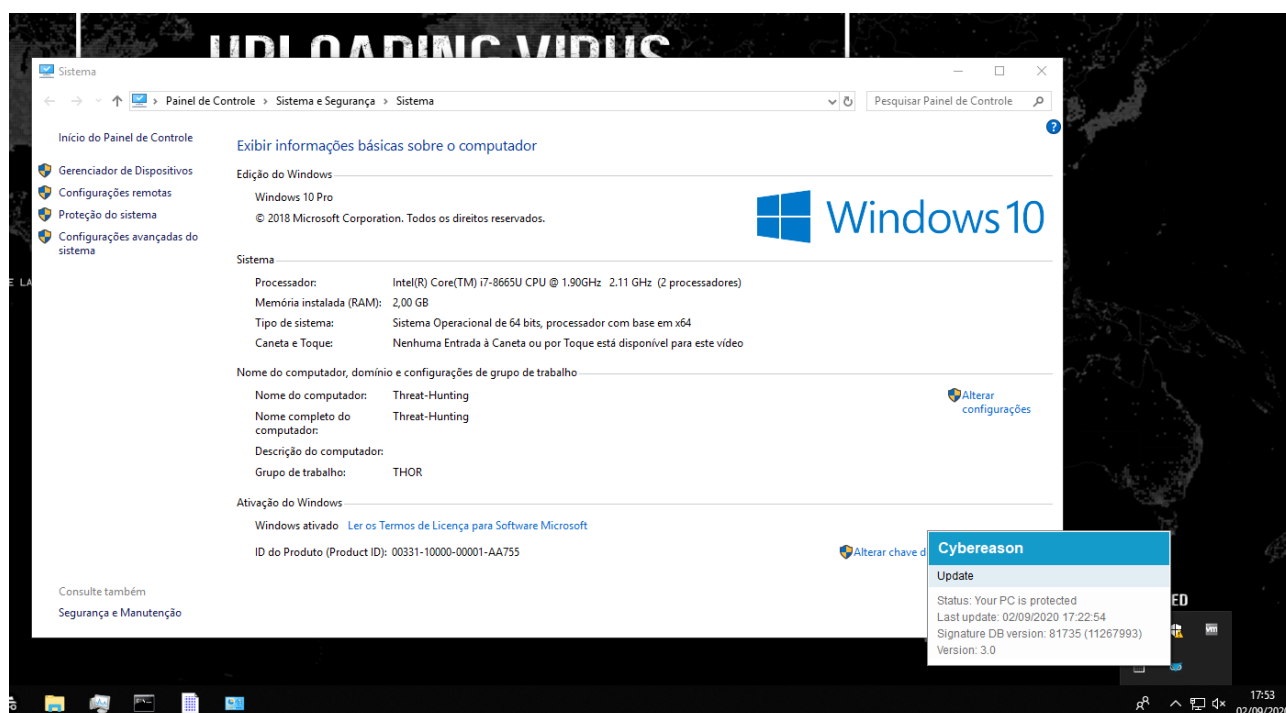 UPLOADING VIRUS
Sistema
Painel de Controle > Sistema e Segurança > Sistema
Pesquisar Painel de Controle
Início do Painel de Controle
Gerenciador de Dispositivos
Configurações remotas
Proteção do sistema
Configurações avançadas do
sistema
Exibir informações básicas sobre o computador
Edição do Windows
Windows 10 Pro
© 2018 Microsoft Corporation. Todos os direitos reservados.
Windows 10
Sistema
Processador: Intel(R) Core(TM) i7-8665U CPU @ 1.90GHz 2.11 GHz (2 processadores)
Memória instalada (RAM): 2,00 GB
Tipo de sistema: Sistema Operacional de 64 bits, processador com base em x64
Caneta e Toque: Nenhuma Entrada à Caneta ou por Toque está disponível para este vídeo
Nome do computador, domínio e configurações de grupo de trabalho
Nome do computador: Threat-Hunting
Alterar
configurações
Nome completo do
computador: Threat-Hunting
Descrição do computador:
Grupo de trabalho: THOR
Ativação do Windows
Windows ativado Ler os Termos de Licença para Software Microsoft
ID do Produto (Product ID): 00331-10000-00001-AA755
Alterar chave d
Consulte também
Segurança e Manutenção
Cybereason
Update
Status: Your PC is protected
Last update: 02/09/2020 17:22:54
Signature DB version: 81735 (11267993)
Version: 3.0
ED
vm
17:53
02/09/202